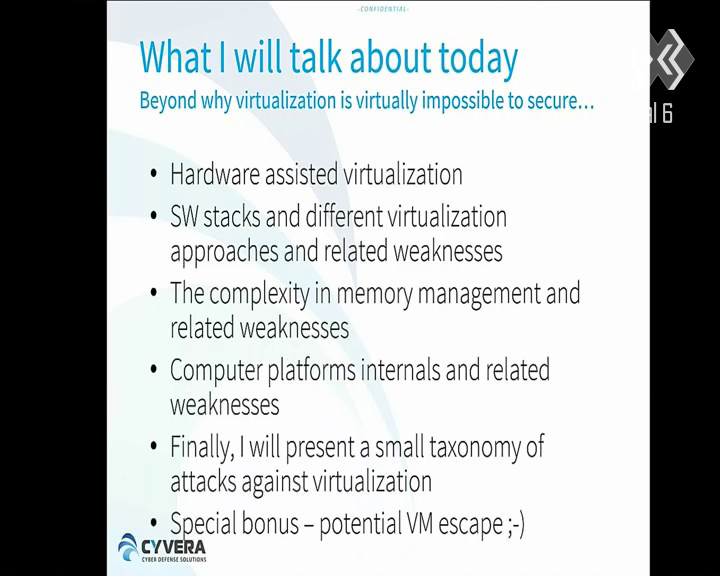 -CONFIDENTIAL-
What I will talk about today
Beyond why virtualization is virtually impossible to secure...
• Hardware assisted virtualization
• SW stacks and different virtualization
approaches and related weaknesses
• The complexity in memory management and
related weaknesses
• Computer platforms internals and related
weaknesses
• Finally, I will present a small taxonomy of
attacks against virtualization
• Special bonus – potential VM escape ;-)
CYVERA
CYBER DEFENSE SOLUTIONS